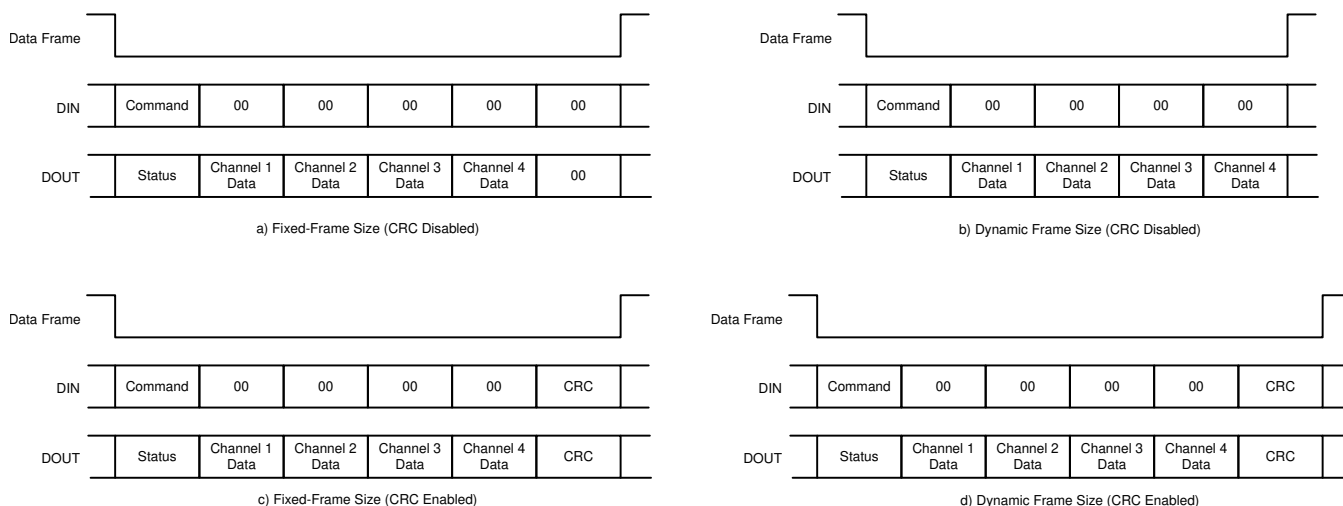 Data Frame
DIN
Command 00 00 00 00 00
DOUT
Status Channel 1 Data Channel 2 Data Channel 3 Data Channel 4 Data 00
a) Fixed-Frame Size (CRC Disabled)
Data Frame
DIN
Command 00 00 00 00
DOUT
Status Channel 1 Data Channel 2 Data Channel 3 Data Channel 4 Data
b) Dynamic Frame Size (CRC Disabled)
Data Frame
DIN
Command 00 00 00 00 CRC
DOUT
Status Channel 1 Data Channel 2 Data Channel 3 Data Channel 4 Data CRC
c) Fixed-Frame Size (CRC Enabled)
Data Frame
DIN
Command 00 00 00 00 CRC
DOUT
Status Channel 1 Data Channel 2 Data Channel 3 Data Channel 4 Data CRC
d) Dynamic Frame Size (CRC Enabled)